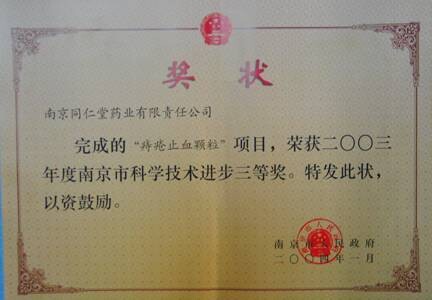 奖状
南京同仁堂药业有限责任公司
完成的“痔疮止血颗粒”项目，荣获二〇〇三
年度南京市科学技术进步三等奖。特发此状，
以资鼓励。
南京市人民政府
二〇〇四年一月